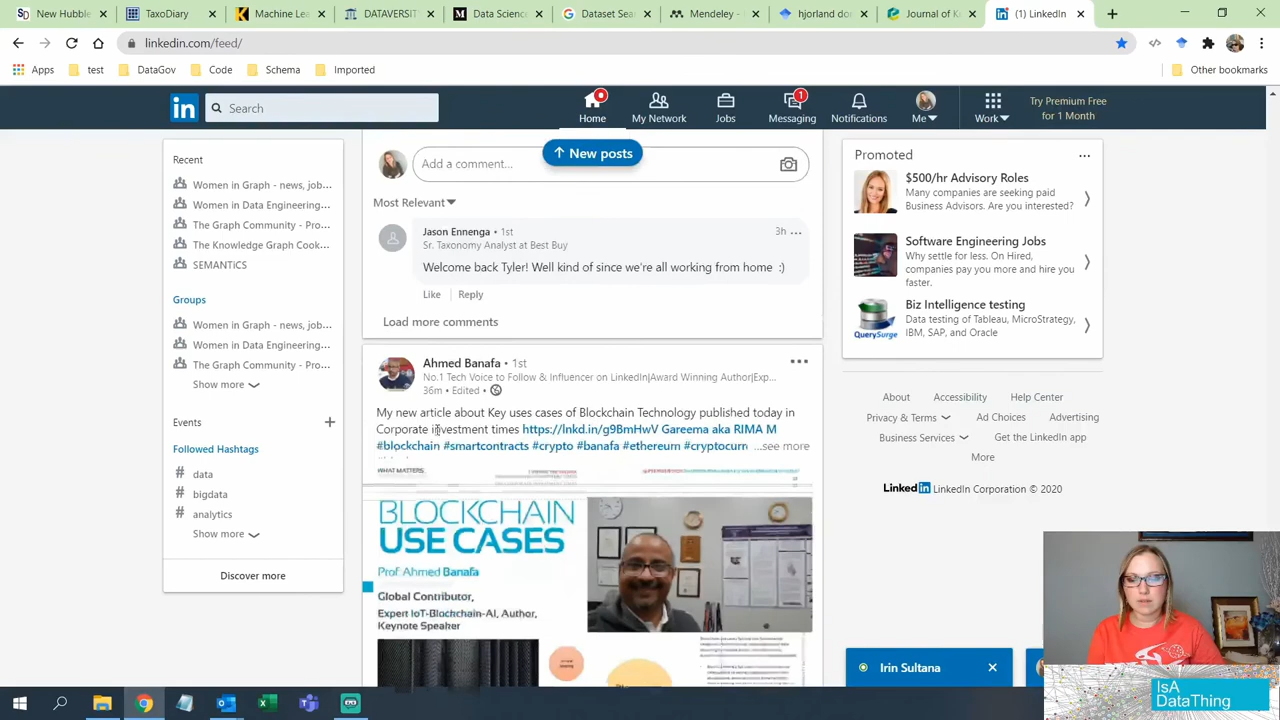 New
TaxoDiary
Machine Lea
DATAVERSITY
Data Science
Dataset Searc
Mendeley -
hjorland dor
Journal of K
(1) LinkedIn
linkedin.com/feed/
Apps
test
DataGov
Code
Schema
Imported
Other bookmarks
in
Search
Home
My Network
Jobs
1
Messaging
Notifications
Me
Work
Try Premium Free
for 1 Month
Recent
Women in Graph - news, job...
Women in Data Engineering...
The Graph Community - Pro...
The Knowledge Graph Cook...
SEMANTiCS
Groups
Women in Graph - news, job...
Women in Data Engineering...
The Graph Community - Pro...
Show more
Events
Followed Hashtags
# data
# bigdata
# analytics
Show more
Discover more
Add a comment...
↑ New posts
Most Relevant
Jason Ennenga • 1st
3h ...
Sr. Taxonomy Analyst at Best Buy
Welcome back Tyler! Well kind of since we're all working from home :)
Like
Reply
Load more comments
Ahmed Banafa • 1st
No.1 Tech Voice to Follow & Influencer on LinkedIn|Award Winning Author|Exp...
36m • Edited •
My new article about Key uses cases of Blockchain Technology published today in
Corporate investment times https://lnkd.in/g9BmHwV Gareema aka RIMA M
#blockchain #smartcontracts #crypto #banafa #ethereum #cryptocurr ...see more
WHAT MATTERS:
BLOCKCHAIN
USE CASES
Prof Ahmed Banafa
Global Contributor,
Expert IoT-Blockchain-AI, Author,
Keynote Speaker
Promoted
...
$500/hr Advisory Roles
Many companies are seeking paid
Business Advisors. Are you interested?
Software Engineering Jobs
Why settle for less. On Hired,
companies pay you more and hire you
faster.
Biz Intelligence testing
Data testing of Tableau, MicroStrategy,
IBM, SAP, and Oracle
QuerySurge
About
Accessibility
Help Center
Privacy & Terms
Ad Choices
Advertising
Business Services
Get the LinkedIn app
More
LinkedIn LinkedIn Corporation © 2020
Irin Sultana
IsA
DataThing